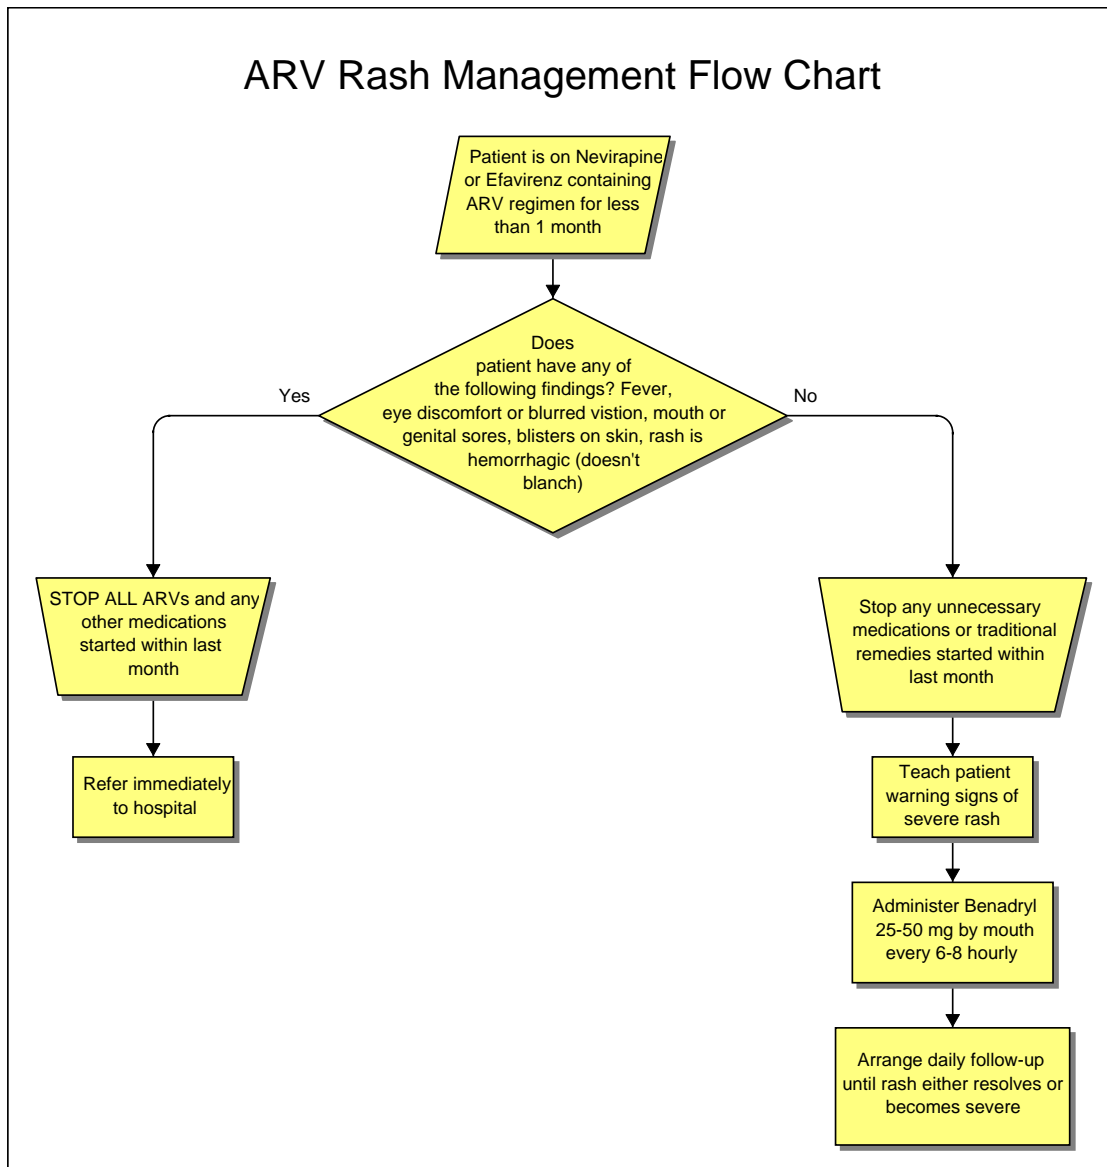 ARV Rash Management Flow Chart
Patient is on Nevirapine
or Efavirenz containing
ARV regimen for less
than 1 month
Does
patient have any of
the following findings? Fever,
eye discomfort or blurred vistion, mouth or
genital sores, blisters on skin, rash is
hemorrhagic (doesn't
blanch)
Yes
No
STOP ALL ARVs and any
other medications
started within last
month
Refer immediately
to hospital
Stop any unnecessary
medications or traditional
remedies started within
last month
Teach patient
warning signs of
severe rash
Administer Benadryl
25-50 mg by mouth
every 6-8 hourly
Arrange daily follow-up
until rash either resolves or
becomes severe